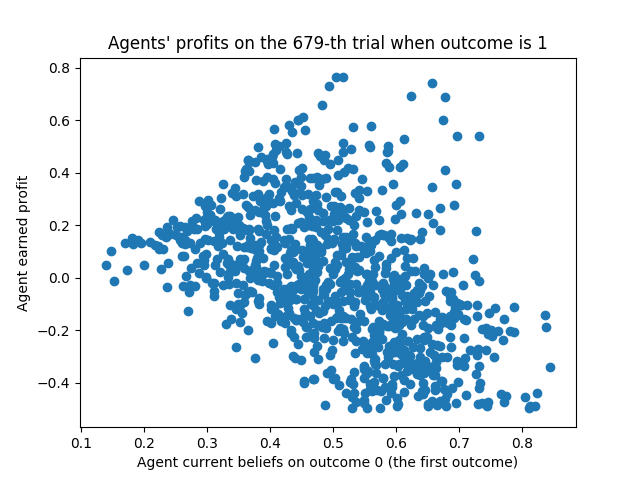 Agents' profits on the 679-th trial when outcome is 1
0.8
0.6
0.4
0.2
0.0
−0.2
−0.4
Agent earned profit
0.1 0.2 0.3 0.4 0.5 0.6 0.7 0.8
Agent current beliefs on outcome 0 (the first outcome)